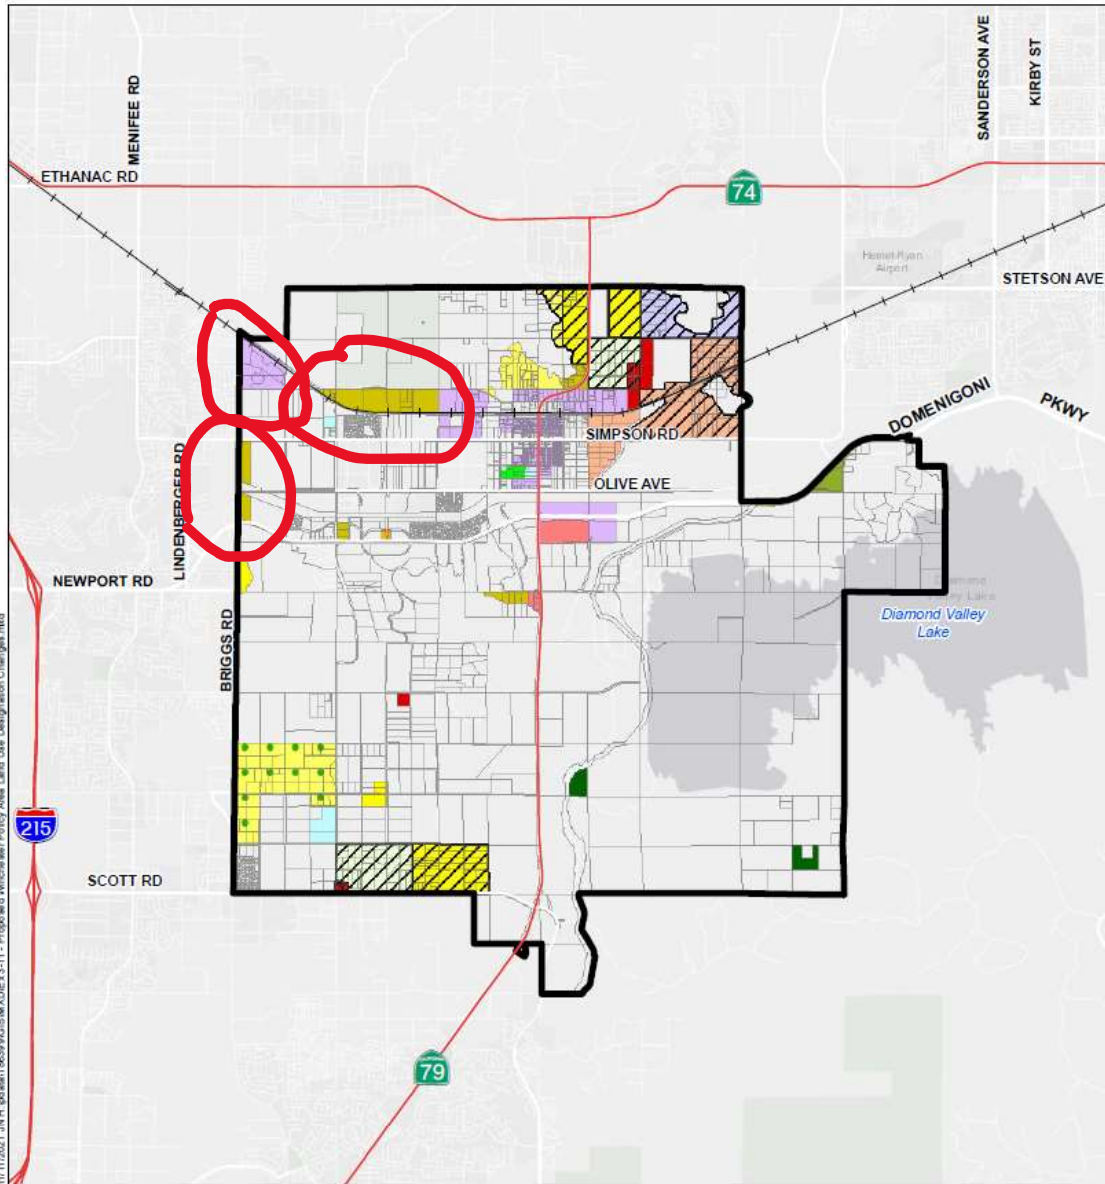 MENIFEE RD
SANDERSON AVE
KIRBY ST
ETHANAC RD
74
Hemet-Ryan
Airport
STETSON AVE
DOMENIGONI
PKWY
SIMPSON RD
OLIVE AVE
LINDENBERGER RD
NEWPORT RD
Diamond Valley
Lake
BRIGGS RD
215
SCOTT RD
79